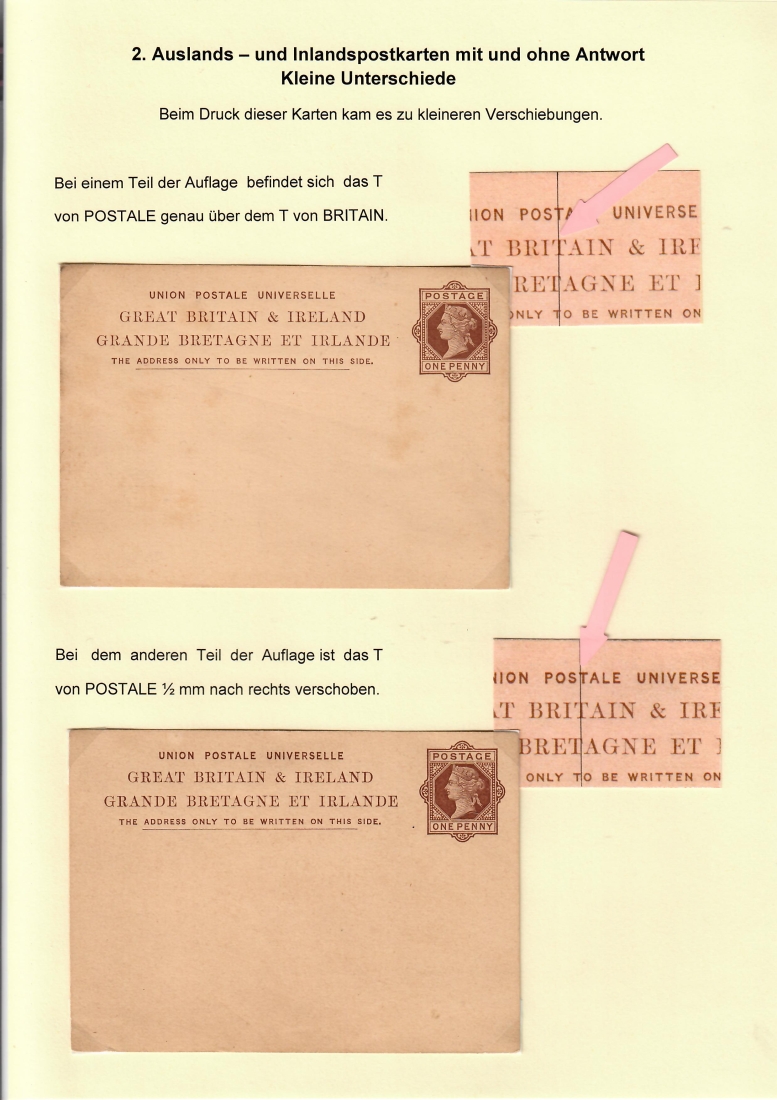 2. Auslands – und Inlandspostkarten mit und ohne Antwort
Kleine Unterschiede
Beim Druck dieser Karten kam es zu kleineren Verschiebungen.
Bei einem Teil der Auflage befindet sich das T
von POSTALE genau über dem T von BRITAIN.
NION POSTA UNIVERSE
AT BRITAIN & IRE
BRETAGNE ET I
ONLY TO BE WRITTEN ON
UNION POSTALE UNIVERSELLE
GREAT BRITAIN & IRELAND
GRANDE BRETAGNE ET IRLANDE
THE ADDRESS ONLY TO BE WRITTEN ON THIS SIDE.
POSTAGE
ONE PENNY
Bei dem anderen Teil der Auflage ist das T
von POSTALE ½ mm nach rechts verschoben.
NION POSTALE UNIVERSE
AT BRITAIN & IRE
BRETAGNE ET I
ONLY TO BE WRITTEN ON
UNION POSTALE UNIVERSELLE
GREAT BRITAIN & IRELAND
GRANDE BRETAGNE ET IRLANDE
THE ADDRESS ONLY TO BE WRITTEN ON THIS SIDE.
POSTAGE
ONE PENNY